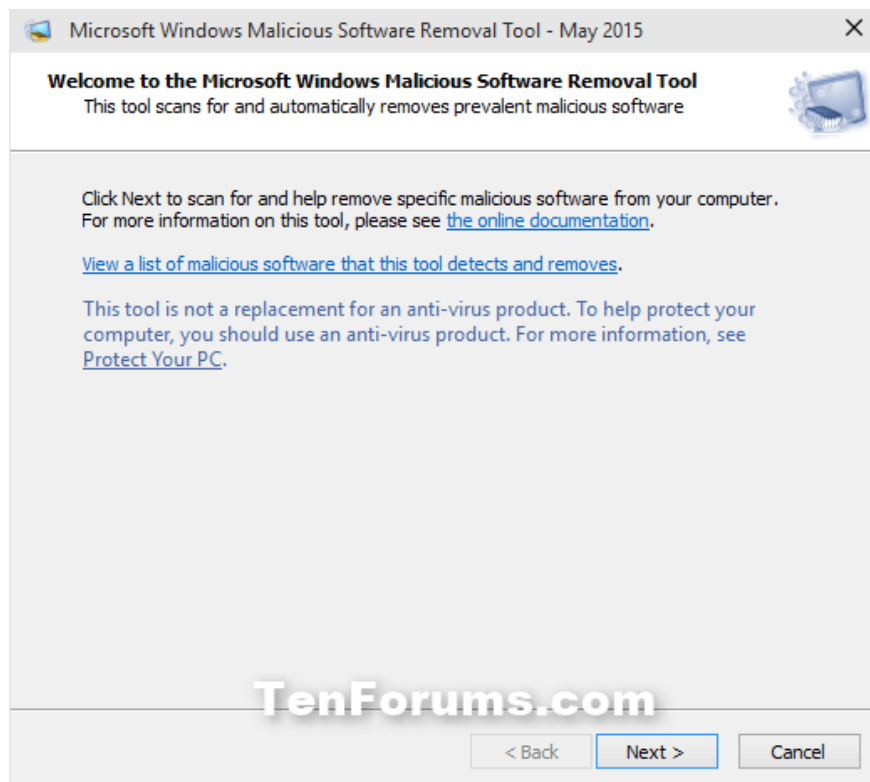 Microsoft Windows Malicious Software Removal Tool - May 2015
Welcome to the Microsoft Windows Malicious Software Removal Tool
This tool scans for and automatically removes prevalent malicious software
Click Next to scan for and help remove specific malicious software from your computer.
For more information on this tool, please see the online documentation.
View a list of malicious software that this tool detects and removes.
This tool is not a replacement for an anti-virus product. To help protect your
computer, you should use an anti-virus product. For more information, see
Protect Your PC.
TenForums.com
< Back Next > Cancel